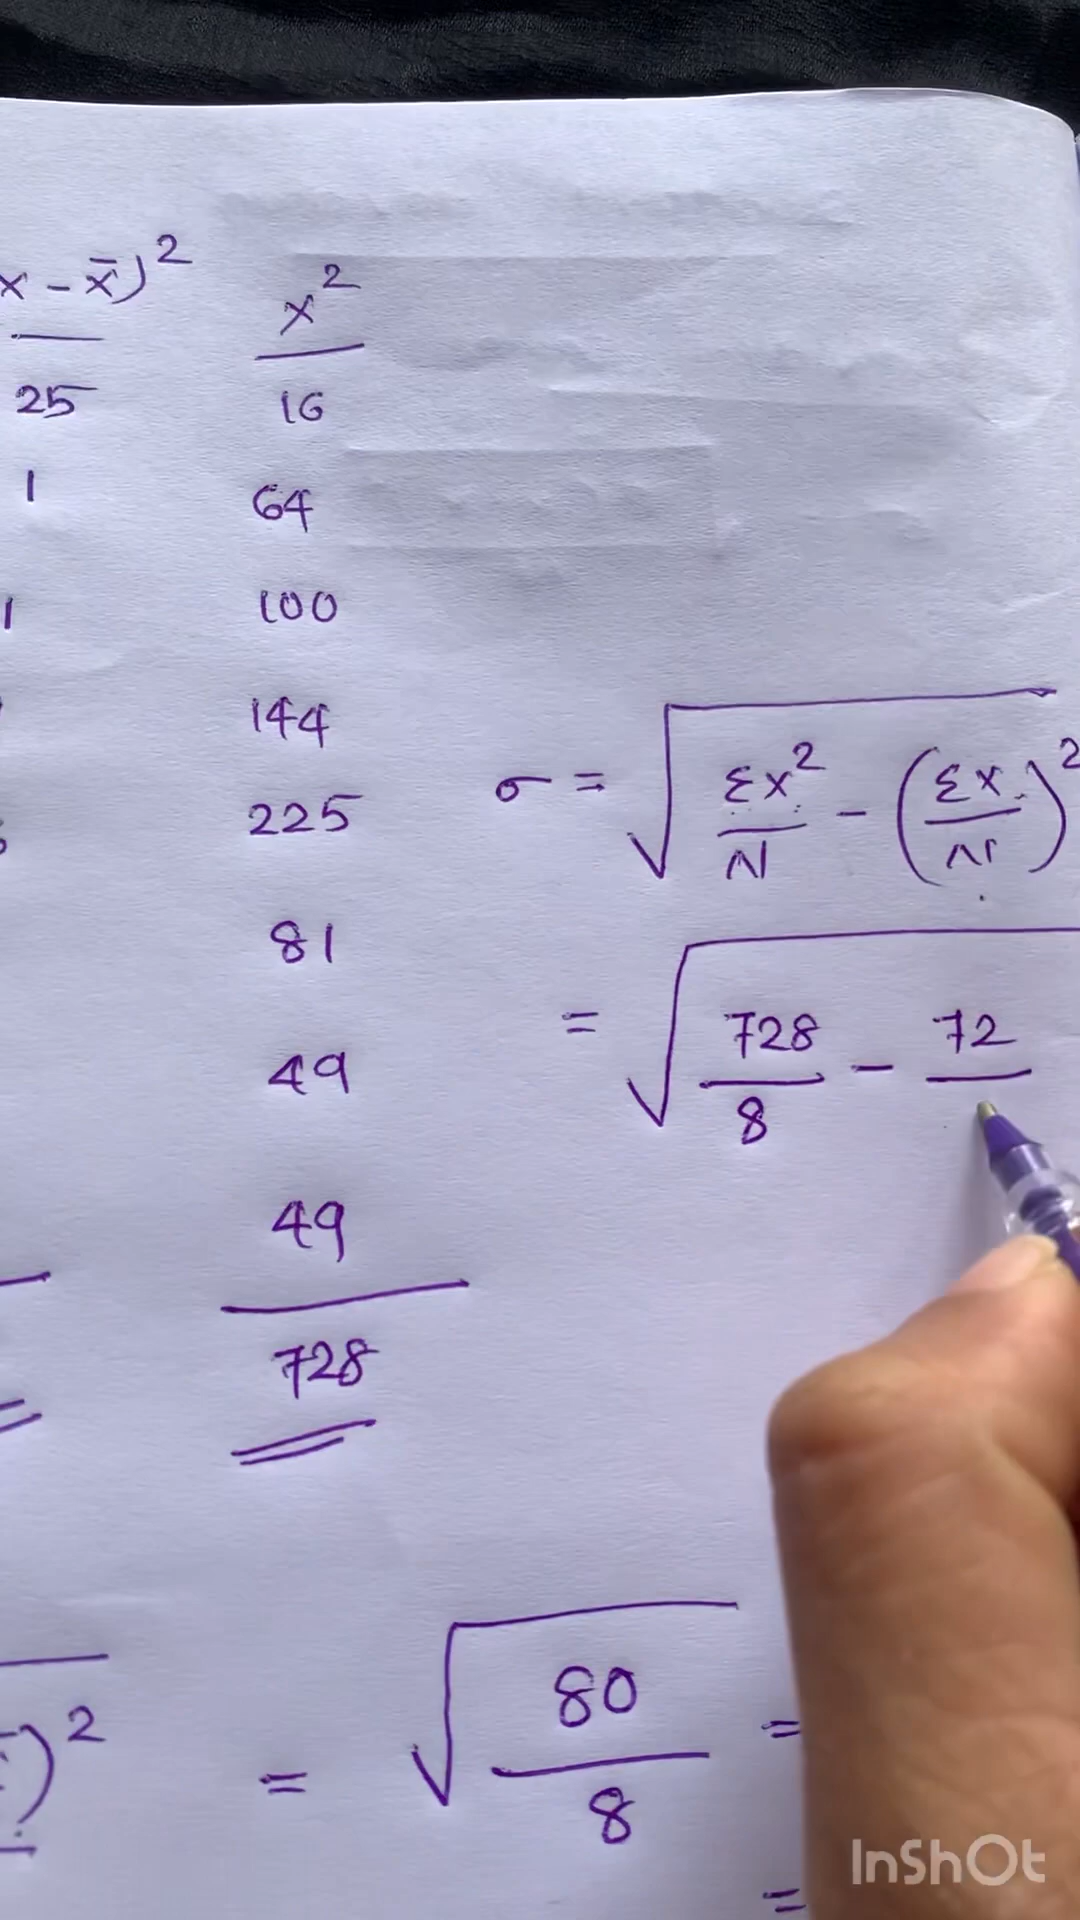 x - x̄)² x²
25 16
1 64
1 100
144
225
81
49
49
728
σ = √ Σx²/N - (Σx/N)²
= √ 728/8 - 72
)² = √ 80/8 =
=
InShOt